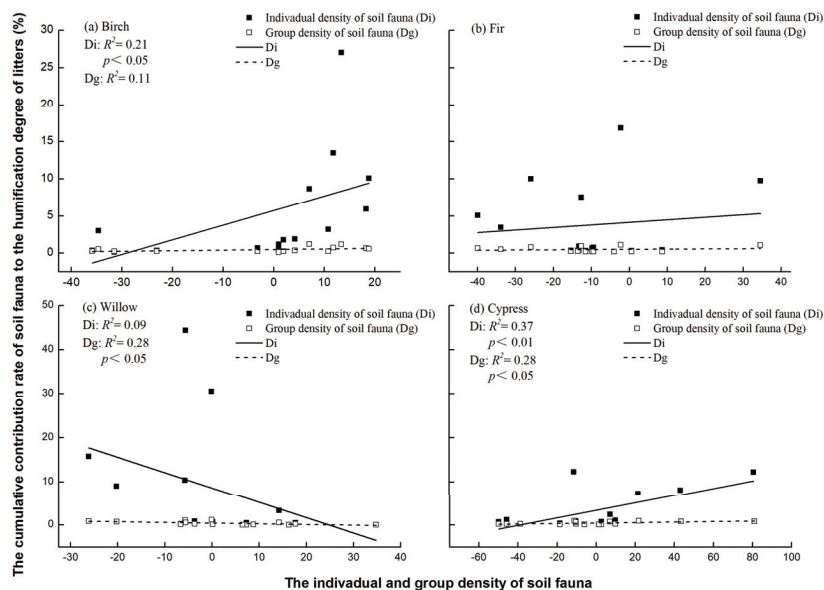 The cumulative contribution rate of soil fauna to the humification degree of litters (%)
(a) Birch
Di: R²= 0.21
p< 0.05
Dg: R²= 0.11
Indivadual density of soil fauna (Di)
Group density of soil fauna (Dg)
Di
Dg
30
25
20
15
10
5
0
-40
-30
-20
-10
0
10
20
(b) Fir
Indivadual density of soil fauna (Di)
Group density of soil fauna (Dg)
Di
Dg
-40
-20
0
20
40
(c) Willow
Di: R²= 0.09
Dg: R²= 0.28
p< 0.05
Indivadual density of soil fauna (Di)
Group density of soil fauna (Dg)
Di
Dg
50
40
30
20
10
0
-30
-20
-10
0
10
20
30
40
(d) Cypress
Di: R²= 0.37
p< 0.01
Dg: R²= 0.28
p< 0.05
Indivadual density of soil fauna (Di)
Group density of soil fauna (Dg)
Di
Dg
-60
-40
-20
0
20
40
60
80
100
The indivadual and group density of soil fauna